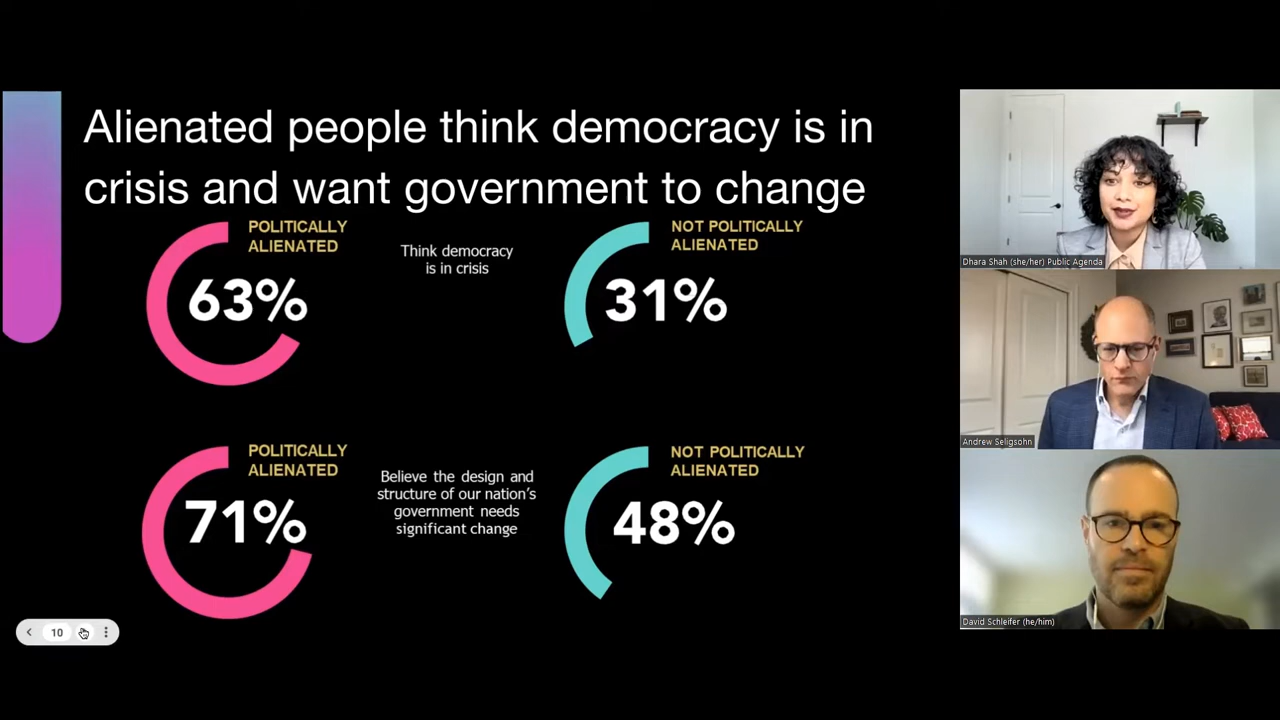 Alienated people think democracy is in
crisis and want government to change
POLITICALLY
ALIENATED
63%
Think democracy
is in crisis
NOT POLITICALLY
ALIENATED
31%
POLITICALLY
ALIENATED
71%
Believe the design and
structure of our nation's
government needs
significant change
NOT POLITICALLY
ALIENATED
48%
10
Dhara Shah (she/her) Public Agenda
Andrew Seligsohn
David Schleifer (he/him)